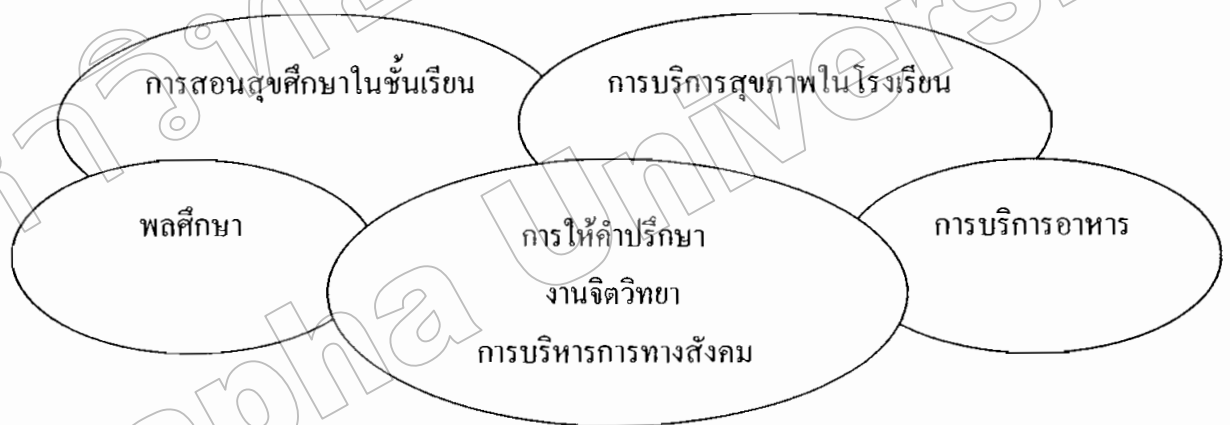 การสอนสุขศึกษาในชั้นเรียน
การบริการสุขภาพในโรงเรียน
พลศึกษา
การให้คำปรึกษา
งานจิตวิทยา
การบริหารการทางสังคม
การบริการอาหาร
apha Univers